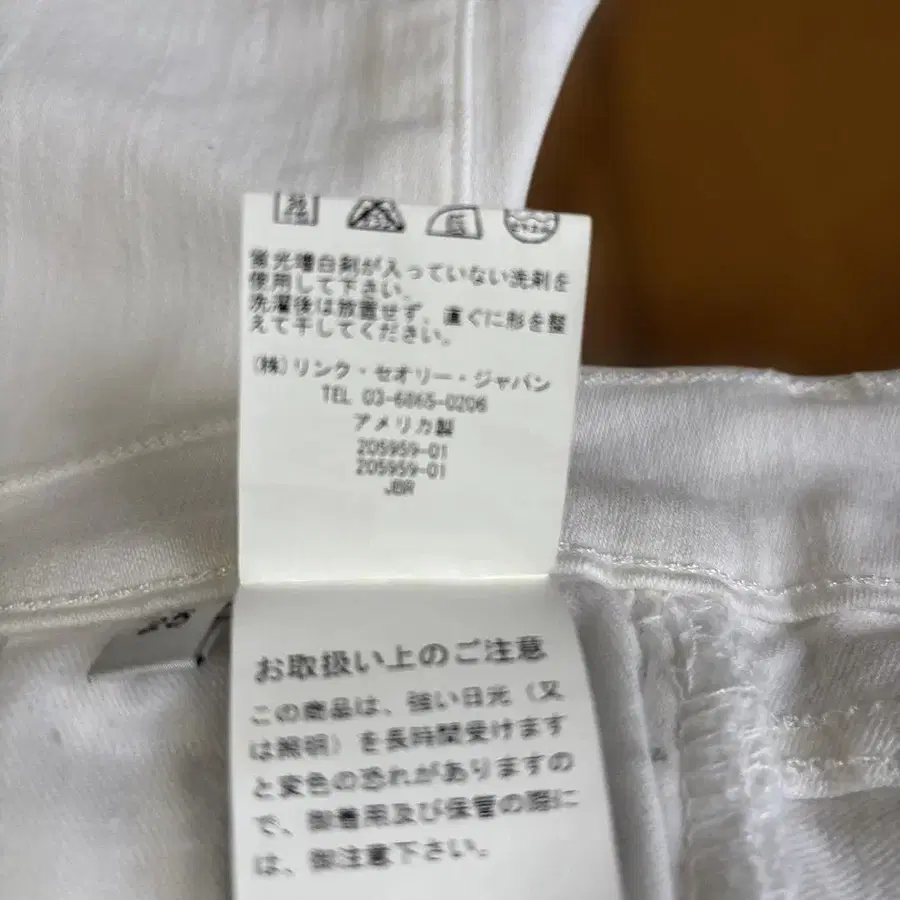 蛍光増白剤が入っていない洗剤を
使用して下さい。
洗濯後は放置せず、直ぐに形を整
えて干してください。
(株)リンク・セオリー・ジャパン
TEL 03-6865-0206
アメリカ製
205959-01
205959-01
JBR
25
お取扱い上のご注意
この商品は、強い日光（又
は照明）を長時間受けます
と変色の恐れがありますの
で、御着用及び保管の際に
は、御注意下さい。